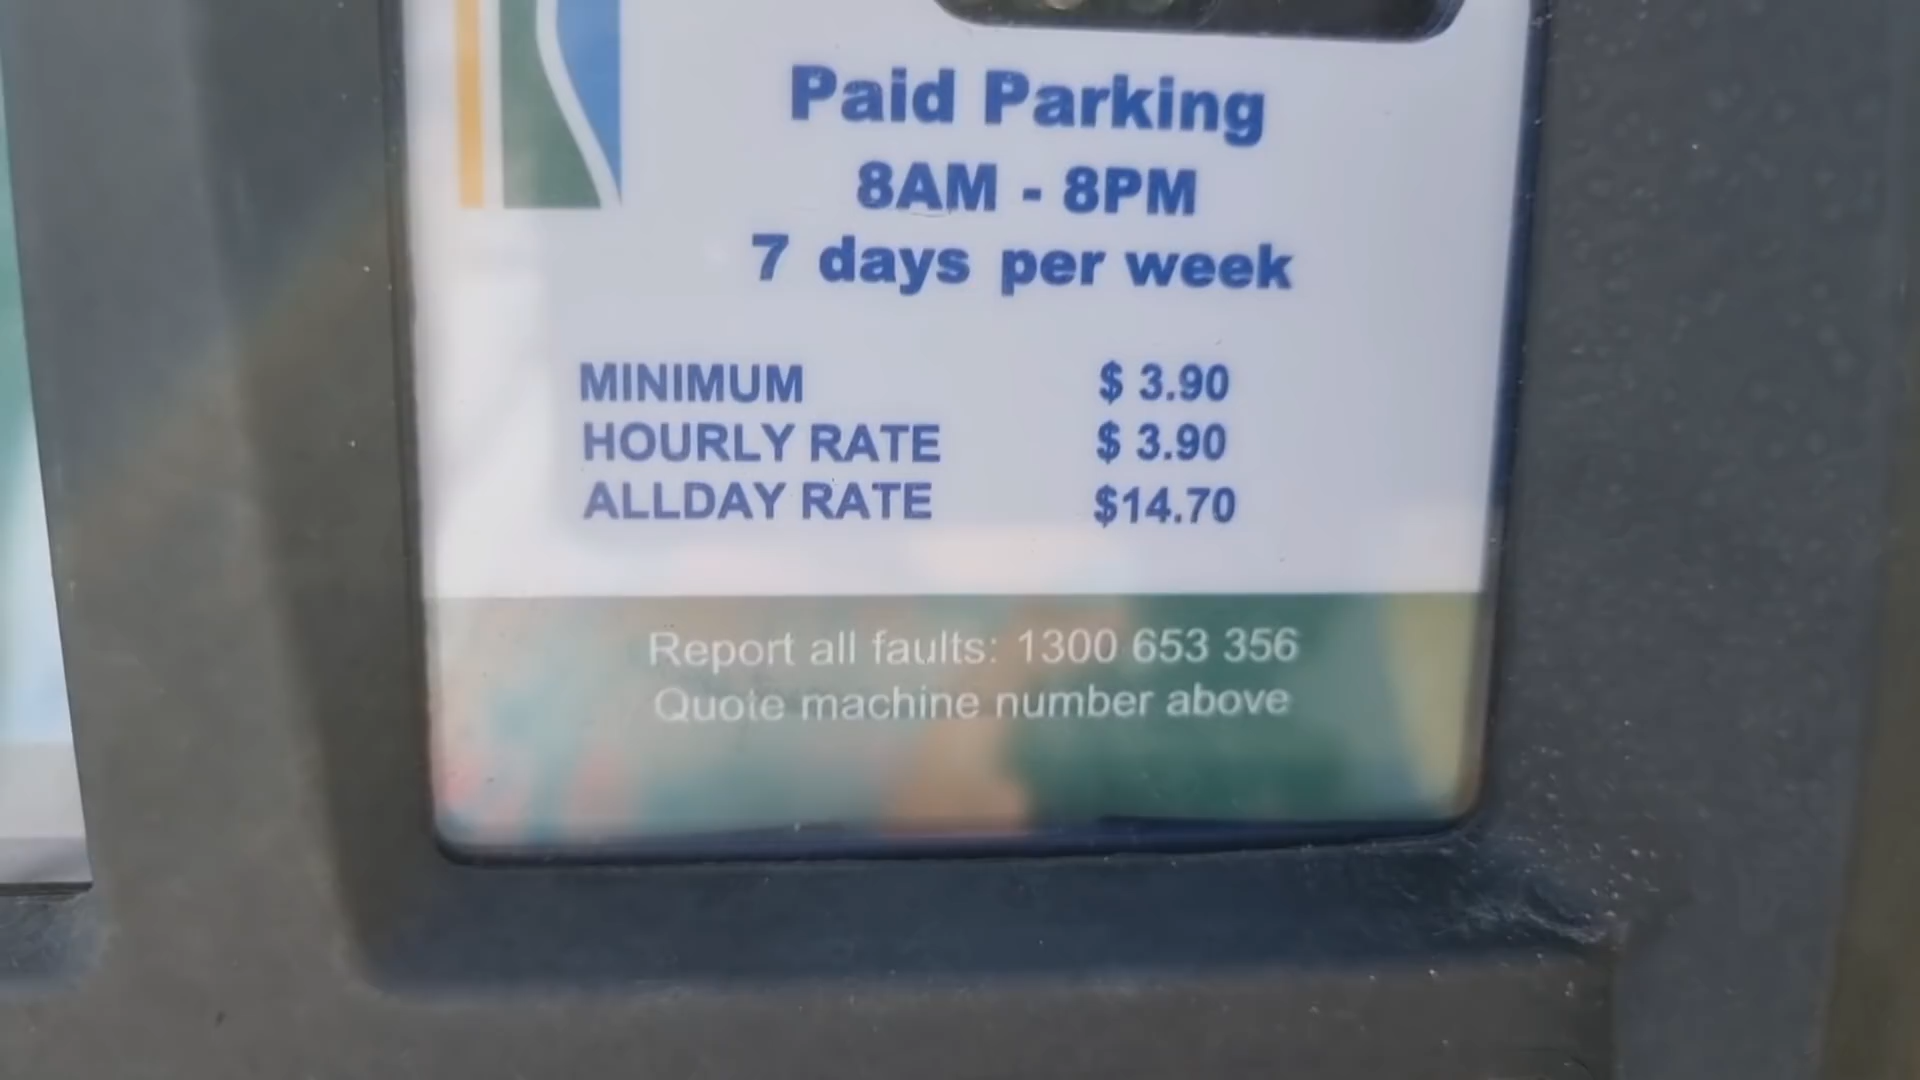 Paid Parking
8AM - 8PM
7 days per week
MINIMUM $ 3.90
HOURLY RATE $ 3.90
ALLDAY RATE $14.70
Report all faults: 1300 653 356
Quote machine number above